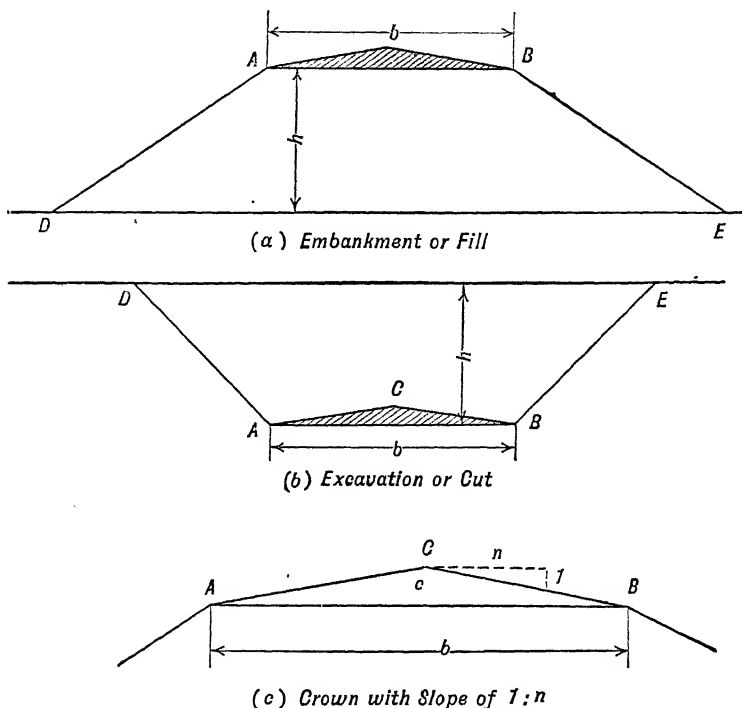 b
A B
h
D E
(a) Embankment or Fill
D E
h
C
A B
b
(b) Excavation or Cut
C n
1
A c B
b
(c) Crown with Slope of 1:n